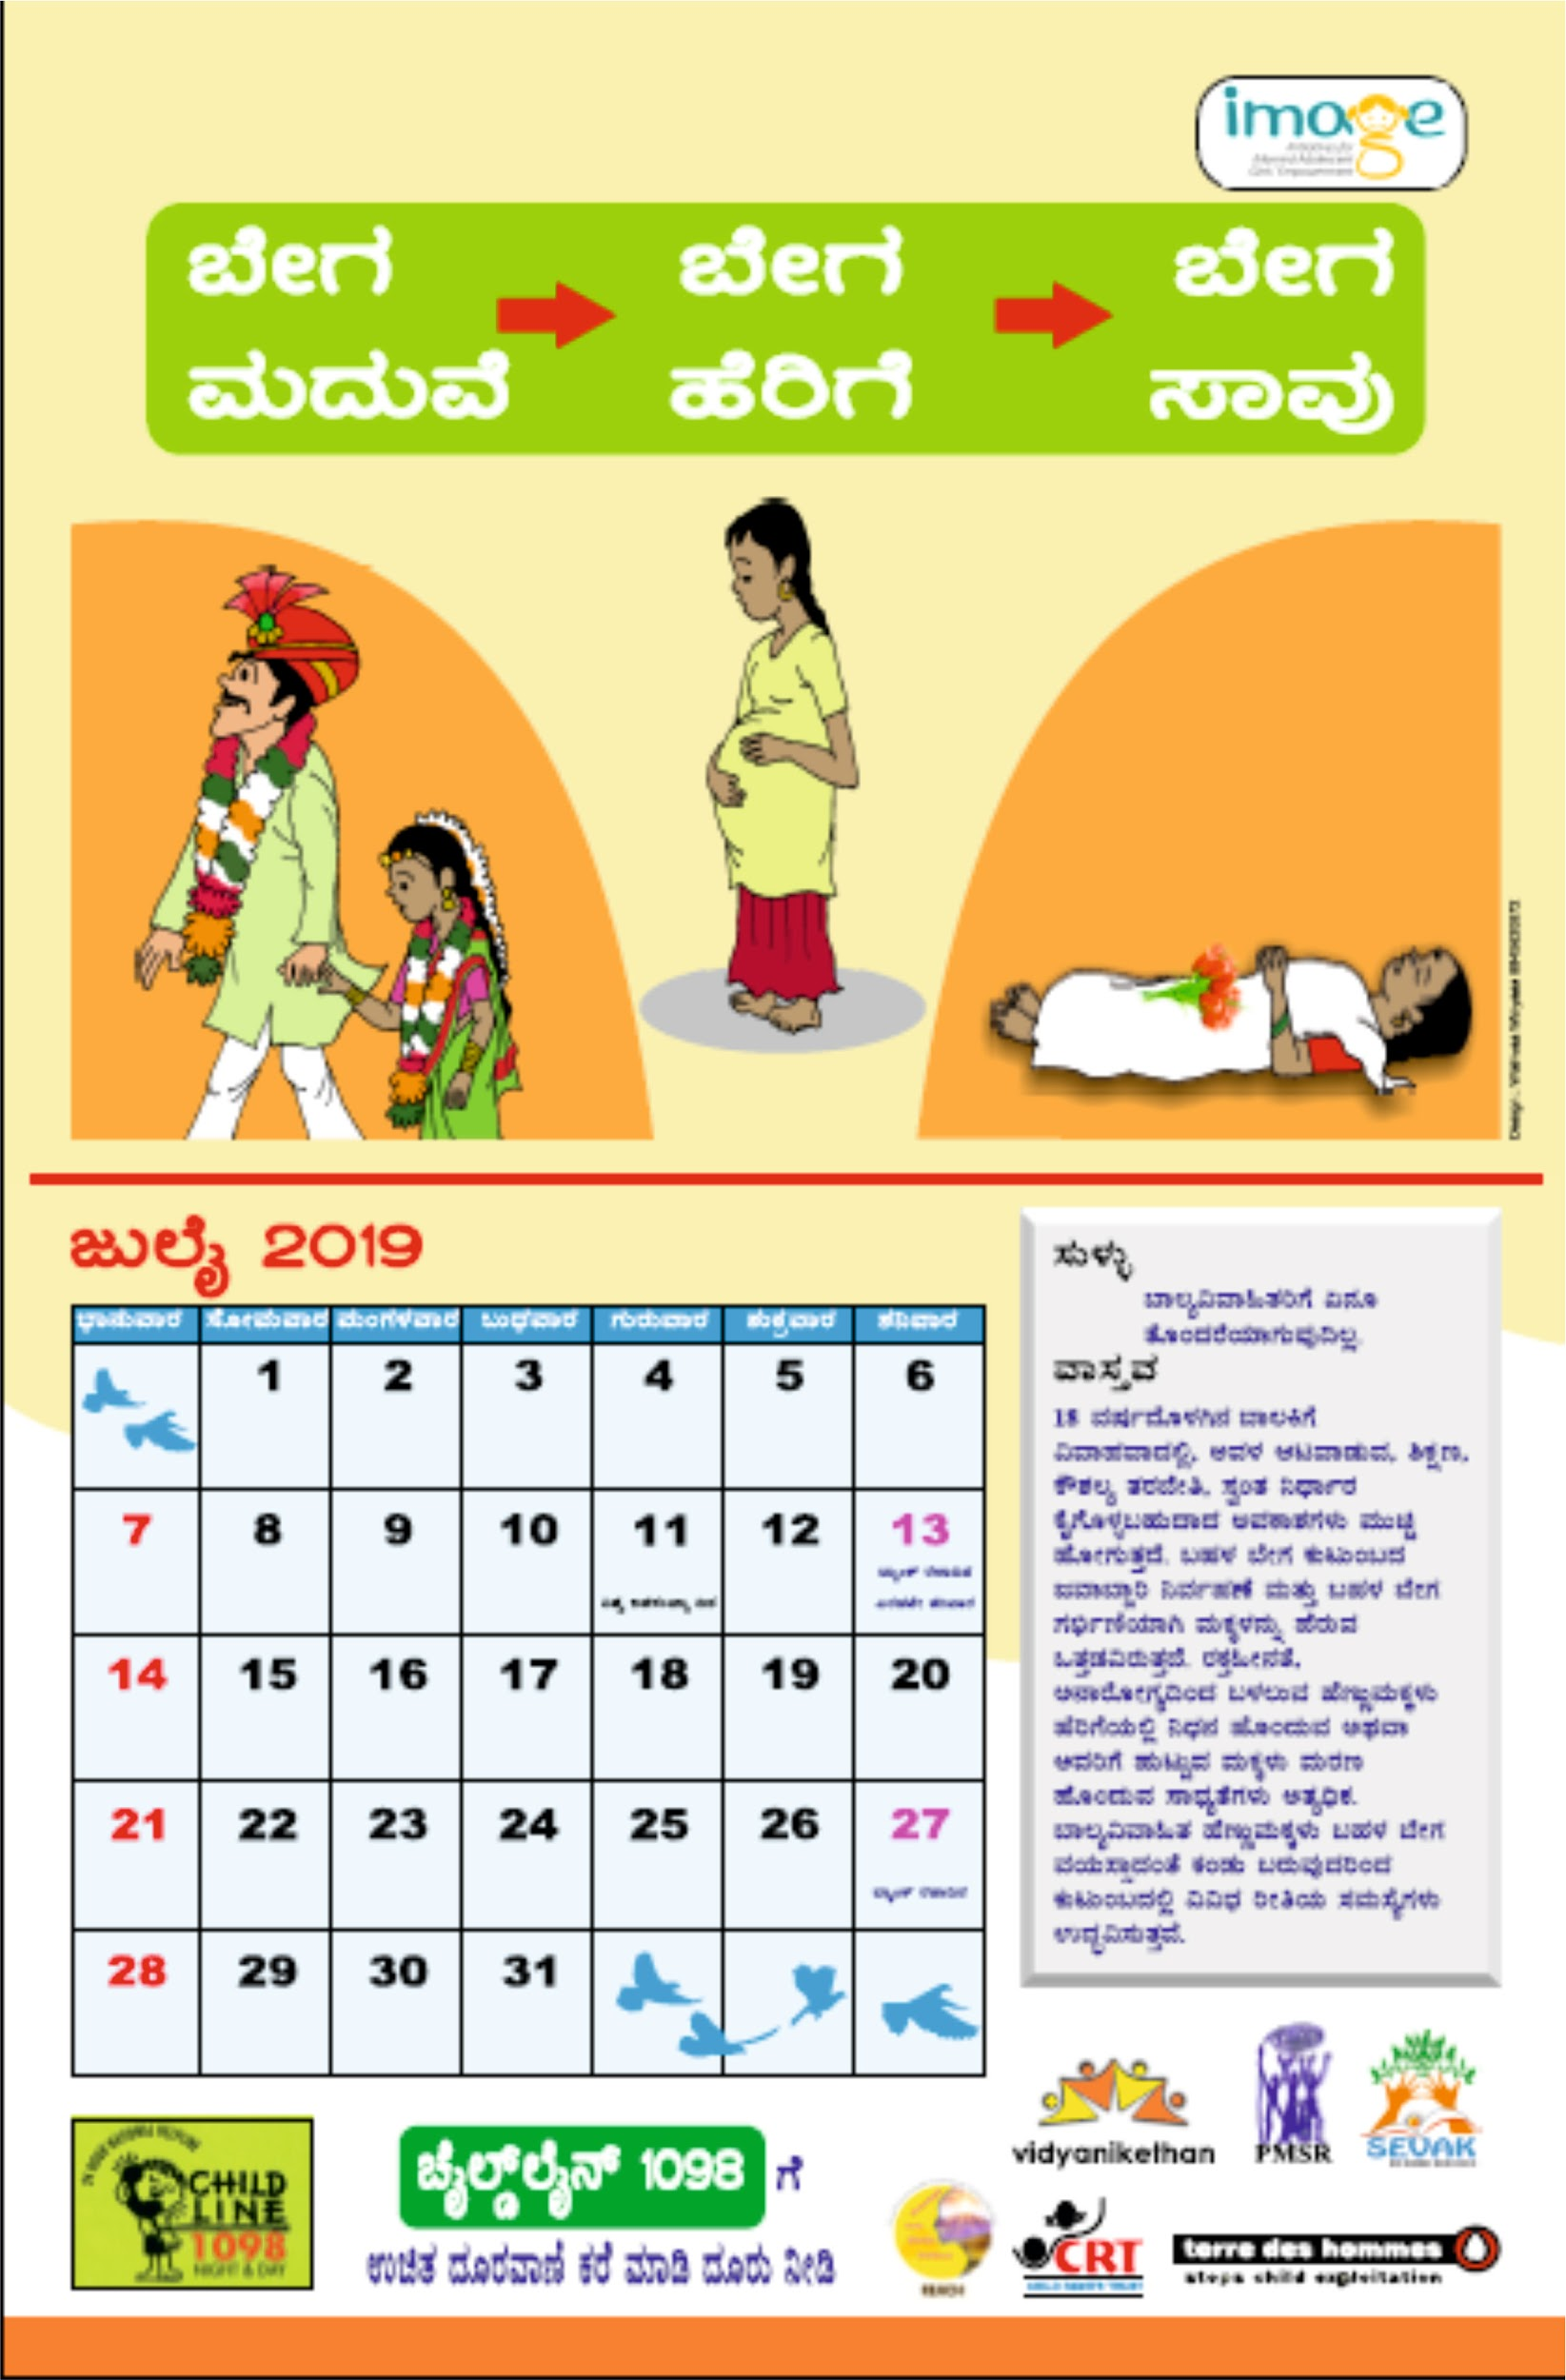 image
ಬೇಗ ಬೇಗ ಬೇಗ
ಮದುವೆ ಹೆರಿಗೆ ಸಾವು
ಜುಲೈ 2019
ಭಾನುವಾರ ಸೋಮವಾರ ಮಂಗಳವಾರ ಬುಧವಾರ ಗುರುವಾರ ಶುಕ್ರವಾರ ಶನಿವಾರ
1 2 3 4 5 6
7 8 9 10 11 12 13
14 15 16 17 18 19 20
21 22 23 24 25 26 27
28 29 30 31
ಸುಳ್ಳು
ಬಾಲ್ಯವಿವಾಹಿತರಿಗೆ ಏನೂ
ತೊಂದರೆಯಾಗುವುದಿಲ್ಲ.
ವಾಸ್ತವ
18 ವರ್ಷದೊಳಗಿನ ಬಾಲಕಿಗೆ
ವಿವಾಹವಾದಲ್ಲಿ, ಅವಳ ಆಟವಾಡುವ, ಶಿಕ್ಷಣ,
ಕೌಶಲ್ಯ ತರಬೇತಿ, ಸ್ವಂತ ನಿರ್ಧಾರ
ಕೈಗೊಳ್ಳಬಹುದಾದ ಅವಕಾಶಗಳು ಮುಚ್ಚಿ
ಹೋಗುತ್ತದೆ. ಬಹಳ ಬೇಗ ಕುಟುಂಬದ
ಜವಾಬ್ದಾರಿ ನಿರ್ವಹಣೆ ಮತ್ತು ಬಹಳ ಬೇಗ
ಗರ್ಭಿಣಿಯಾಗಿ ಮಕ್ಕಳನ್ನು ಹೆರುವ
ಒತ್ತಡವಿರುತ್ತದೆ. ರಕ್ತಹೀನತೆ,
ಅನಾರೋಗ್ಯದಿಂದ ಬಳಲುವ ಹೆಣ್ಣುಮಕ್ಕಳು
ಹೆರಿಗೆಯಲ್ಲಿ ನಿಧನ ಹೊಂದುವ ಅಥವಾ
ಅವರಿಗೆ ಹುಟ್ಟುವ ಮಕ್ಕಳು ಮರಣ
ಹೊಂದುವ ಸಾಧ್ಯತೆಗಳು ಅತ್ಯಧಿಕ.
ಬಾಲ್ಯವಿವಾಹಿತ ಹೆಣ್ಣುಮಕ್ಕಳು ಬಹಳ ಬೇಗ
ವಯಸ್ಸಾದಂತೆ ಕಂಡು ಬರುವುದರಿಂದ
ಕುಟುಂಬದಲ್ಲಿ ವಿವಿಧ ರೀತಿಯ ಸಮಸ್ಯೆಗಳು
ಉದ್ಭವಿಸುತ್ತದೆ.
vidyanikethan PMSR SEVAK
CHILD
LINE
1098
NIGHT & DAY
ಚೈಲ್ಡ್‌ಲೈನ್ 1098 ಗೆ
ಉಚಿತ ದೂರವಾಣಿ ಕರೆ ಮಾಡಿ ದೂರು ನೀಡಿ
REACH
CRT
terre des hommes
stops child exploitation